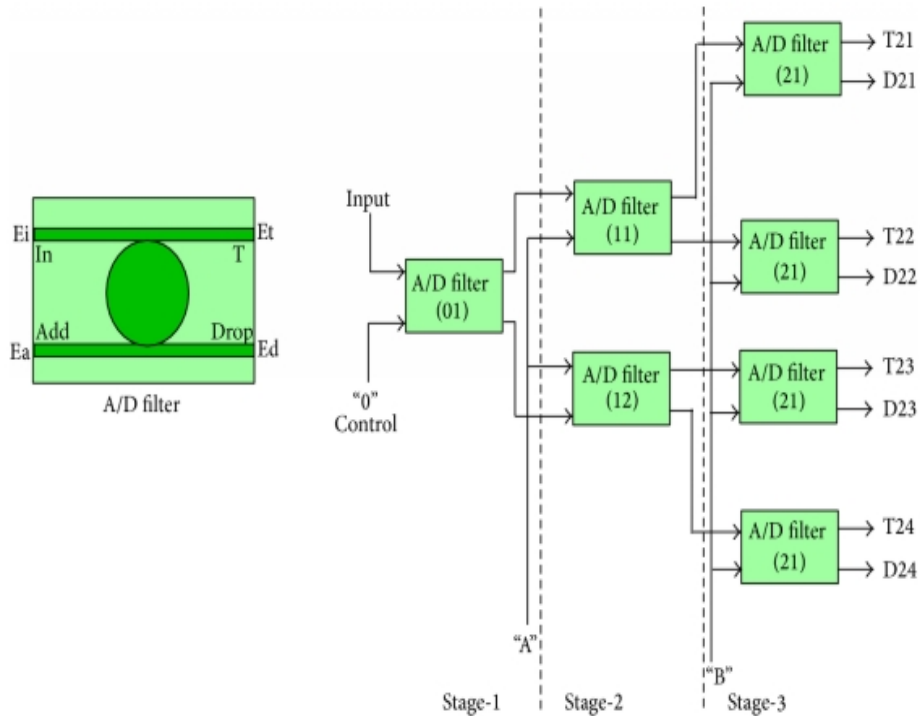 Ei
Et
In
T
Add
Drop
Ea
Ed
A/D filter
Input
"0"
Control
A/D filter
(01)
A/D filter
(11)
A/D filter
(12)
"A"
A/D filter
(21)
T21
D21
A/D filter
(21)
T22
D22
A/D filter
(21)
T23
D23
A/D filter
(21)
T24
D24
"B"
Stage-1
Stage-2
Stage-3